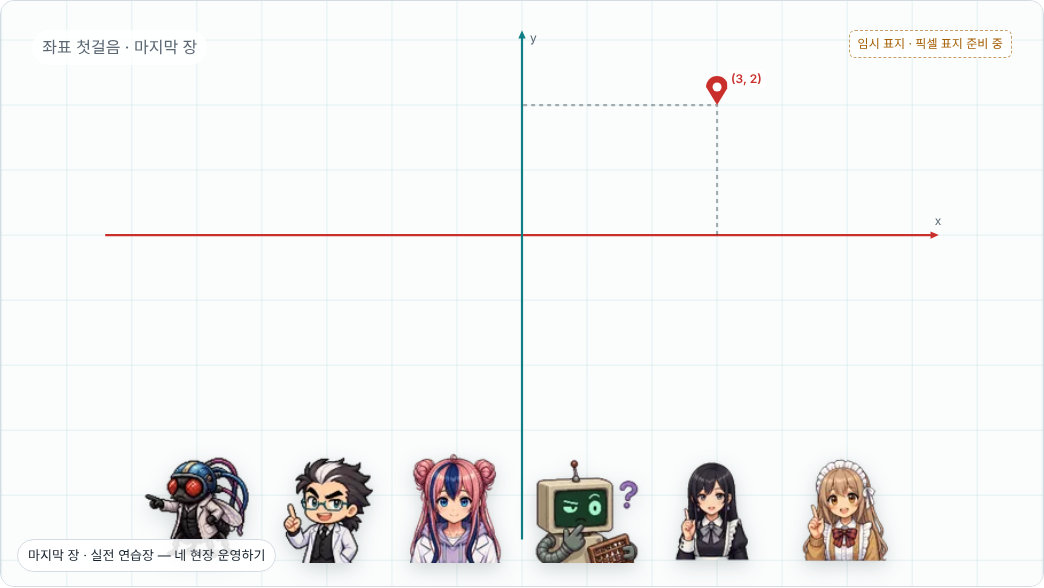 좌표 첫걸음 · 마지막 장
임시 표지 · 픽셀 표지 준비 중
y
(3, 2)
x
?
마지막 장 · 실전 연습장 — 네 현장 운영하기